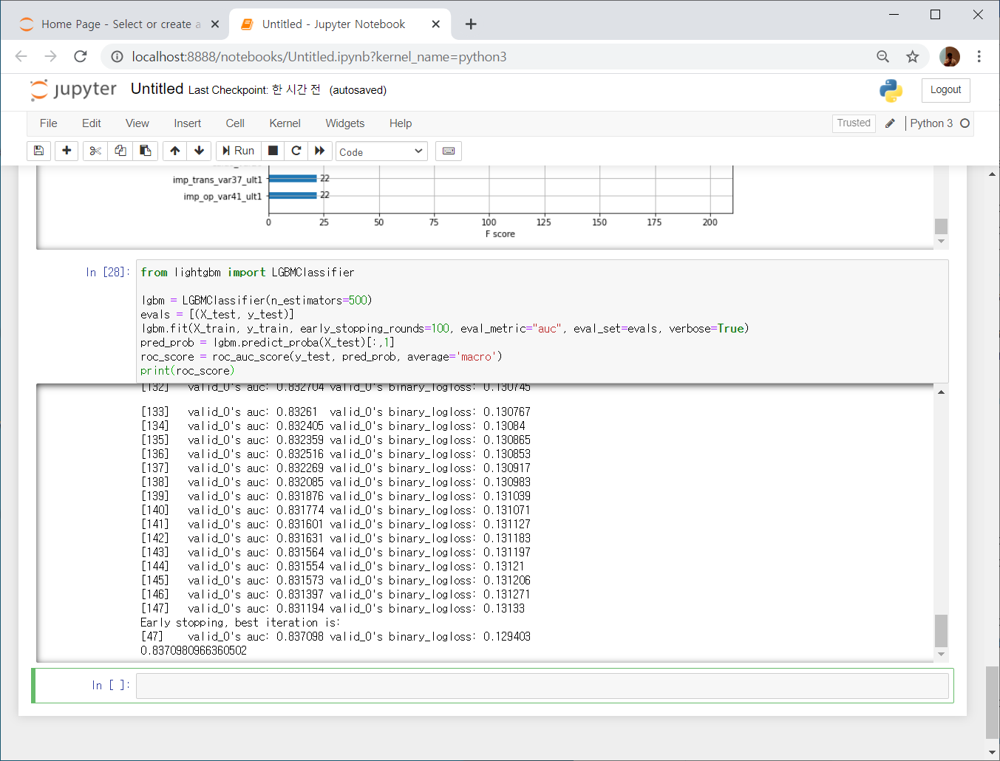 Home Page - Select or create a
Untitled - Jupyter Notebook
localhost:8888/notebooks/Untitled.ipynb?kernel_name=python3
jupyter Untitled Last Checkpoint: 한 시간 전 (autosaved)
Logout
File Edit View Insert Cell Kernel Widgets Help
Trusted Python 3
Run Code
imp_trans_var37_ult1 22
imp_op_var41_ult1 22
0 25 50 75 100 125 150 175 200
F score
In [28]:
from lightgbm import LGBMClassifier
lgbm = LGBMClassifier(n_estimators=500)
evals = [(X_test, y_test)]
lgbm.fit(X_train, y_train, early_stopping_rounds=100, eval_metric="auc", eval_set=evals, verbose=True)
pred_prob = lgbm.predict_proba(X_test)[:,1]
roc_score = roc_auc_score(y_test, pred_prob, average='macro')
print(roc_score)
[132] valid_0's auc: 0.832704 valid_0's binary_logloss: 0.130745
[133] valid_0's auc: 0.83261 valid_0's binary_logloss: 0.130767
[134] valid_0's auc: 0.832405 valid_0's binary_logloss: 0.13084
[135] valid_0's auc: 0.832359 valid_0's binary_logloss: 0.130865
[136] valid_0's auc: 0.832516 valid_0's binary_logloss: 0.130853
[137] valid_0's auc: 0.832269 valid_0's binary_logloss: 0.130917
[138] valid_0's auc: 0.832085 valid_0's binary_logloss: 0.130983
[139] valid_0's auc: 0.831876 valid_0's binary_logloss: 0.131039
[140] valid_0's auc: 0.831774 valid_0's binary_logloss: 0.131071
[141] valid_0's auc: 0.831601 valid_0's binary_logloss: 0.131127
[142] valid_0's auc: 0.831631 valid_0's binary_logloss: 0.131183
[143] valid_0's auc: 0.831564 valid_0's binary_logloss: 0.131197
[144] valid_0's auc: 0.831554 valid_0's binary_logloss: 0.13121
[145] valid_0's auc: 0.831573 valid_0's binary_logloss: 0.131206
[146] valid_0's auc: 0.831397 valid_0's binary_logloss: 0.131271
[147] valid_0's auc: 0.831194 valid_0's binary_logloss: 0.13133
Early stopping, best iteration is:
[47] valid_0's auc: 0.837098 valid_0's binary_logloss: 0.129403
0.8370980966360502
In [ ]: